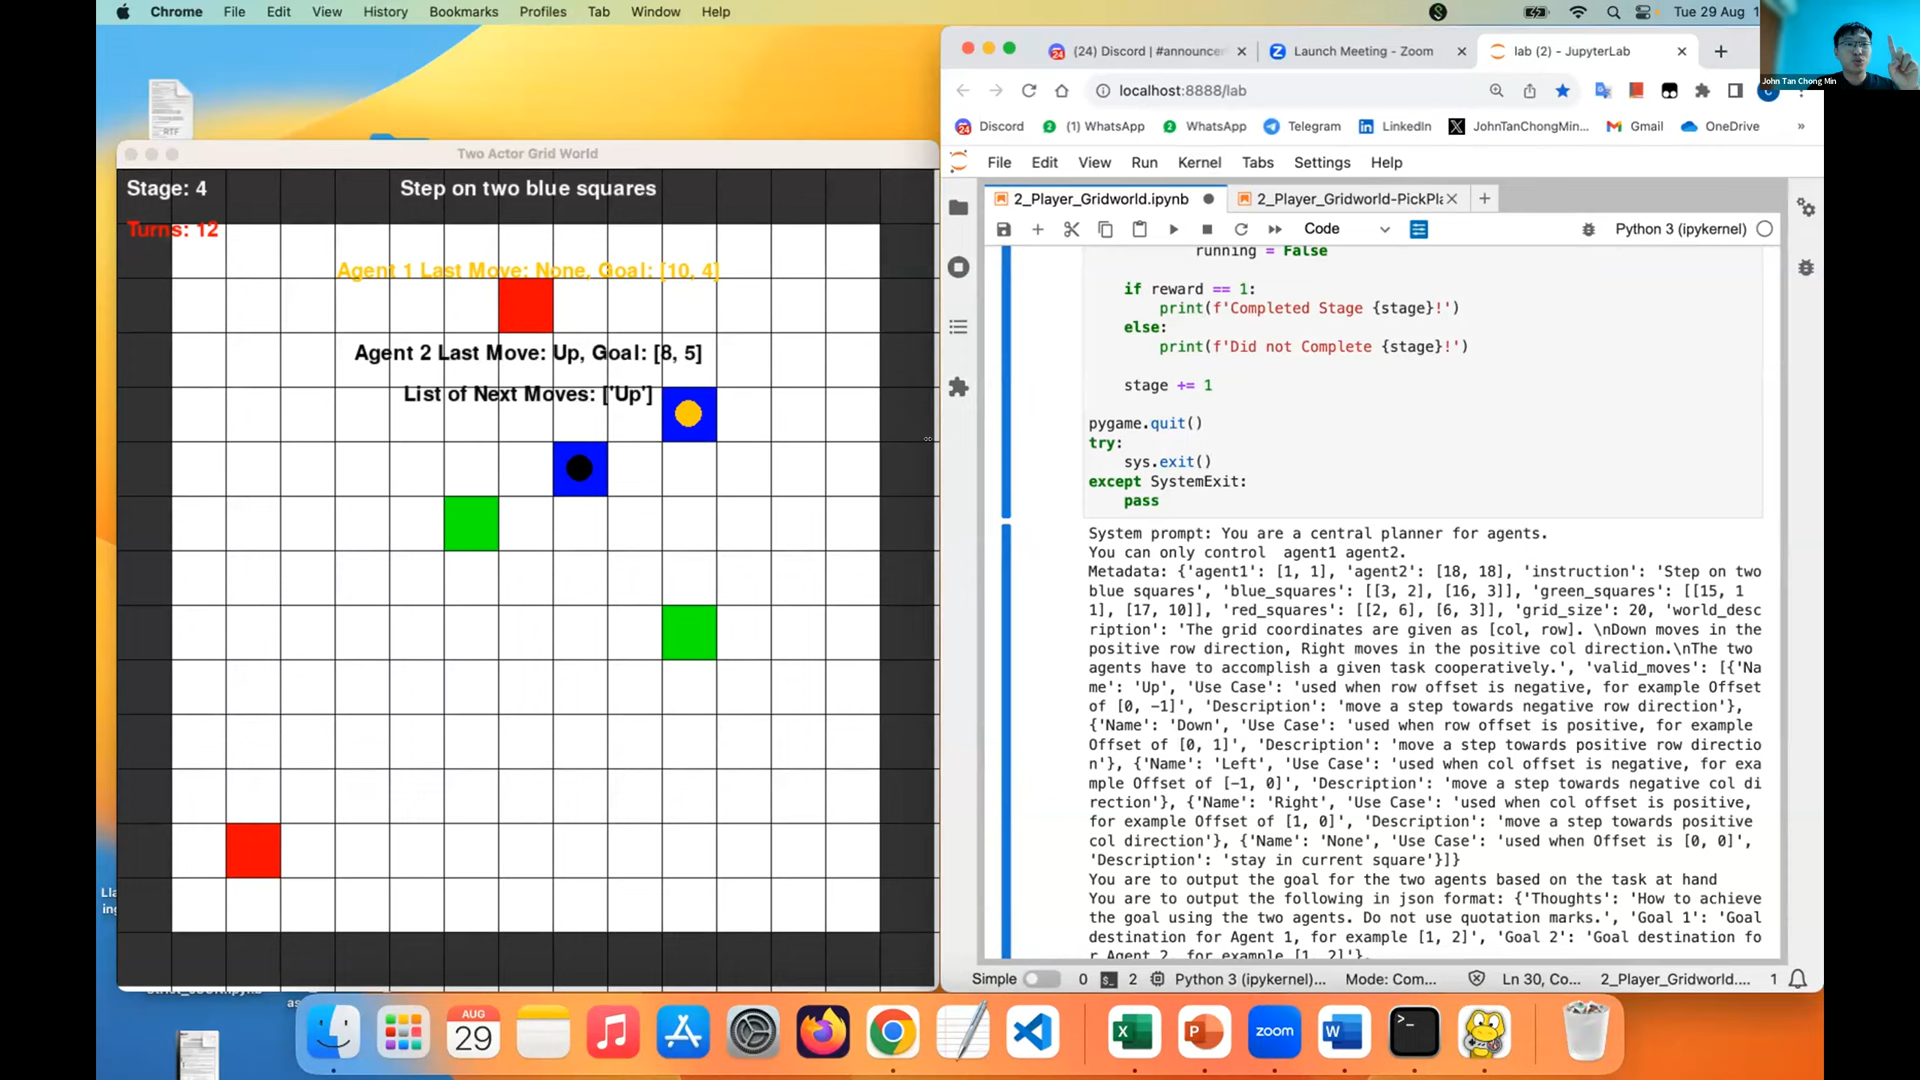 Chrome File Edit View History Bookmarks Profiles Tab Window Help
Tue 29 Aug 1
John Tan Chong Min
RTF
Two Actor Grid World
Stage: 4
Step on two blue squares
Turns: 12
Agent 1 Last Move: None, Goal: [10, 4]
Agent 2 Last Move: Up, Goal: [8, 5]
List of Next Moves: ['Up']
(24) Discord | #announcer
Launch Meeting - Zoom
lab (2) - JupyterLab
localhost:8888/lab
Discord
(1) WhatsApp
WhatsApp
Telegram
LinkedIn
JohnTanChongMin...
Gmail
OneDrive
»
File Edit View Run Kernel Tabs Settings Help
2_Player_Gridworld.ipynb
2_Player_Gridworld-PickPla
Code
Python 3 (ipykernel)
running = False
if reward == 1:
print(f'Completed Stage {stage}!')
else:
print(f'Did not Complete {stage}!')
stage += 1
pygame.quit()
try:
sys.exit()
except SystemExit:
pass
System prompt: You are a central planner for agents.
You can only control  agent1 agent2.
Metadata: {'agent1': [1, 1], 'agent2': [18, 18], 'instruction': 'Step on two
blue squares', 'blue_squares': [[3, 2], [16, 3]], 'green_squares': [[15, 1
1], [17, 10]], 'red_squares': [[2, 6], [6, 3]], 'grid_size': 20, 'world_desc
ription': 'The grid coordinates are given as [col, row]. \nDown moves in the
positive row direction, Right moves in the positive col direction.\nThe two
agents have to accomplish a given task cooperatively.', 'valid_moves': [{'Na
me': 'Up', 'Use Case': 'used when row offset is negative, for example Offset
of [0, -1]', 'Description': 'move a step towards negative row direction'},
{'Name': 'Down', 'Use Case': 'used when row offset is positive, for example
Offset of [0, 1]', 'Description': 'move a step towards positive row directio
n'}, {'Name': 'Left', 'Use Case': 'used when col offset is negative, for exa
mple Offset of [-1, 0]', 'Description': 'move a step towards negative col di
rection'}, {'Name': 'Right', 'Use Case': 'used when col offset is positive,
for example Offset of [1, 0]', 'Description': 'move a step towards positive
col direction'}, {'Name': 'None', 'Use Case': 'used when Offset is [0, 0]',
'Description': 'stay in current square'}]}
You are to output the goal for the two agents based on the task at hand
You are to output the following in json format: {'Thoughts': 'How to achieve
the goal using the two agents. Do not use quotation marks.', 'Goal 1': 'Goal
destination for Agent 1, for example [1, 2]', 'Goal 2': 'Goal destination fo
r Agent 2, for example [1, 2]'}.
Simple 0 2 Python 3 (ipykernel)... Mode: Com... Ln 30, Co... 2_Player_Gridworld.... 1
AUG
29
zoom